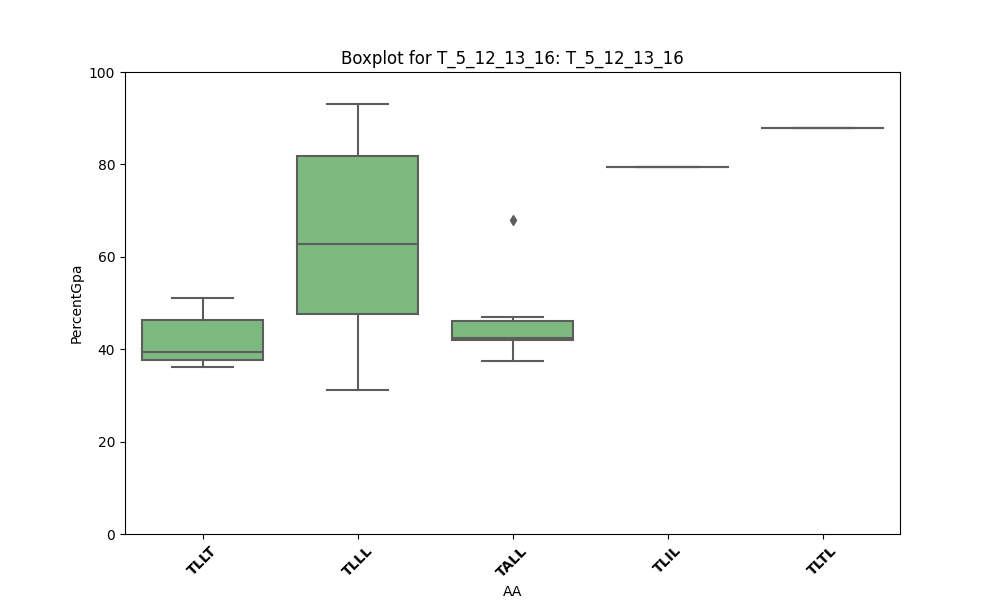 Boxplot for T_5_12_13_16: T_5_12_13_16
100
80
60
40
20
0
PercentGpa
TLLT
TLLL
TALL
TLIL
TLTL
AA